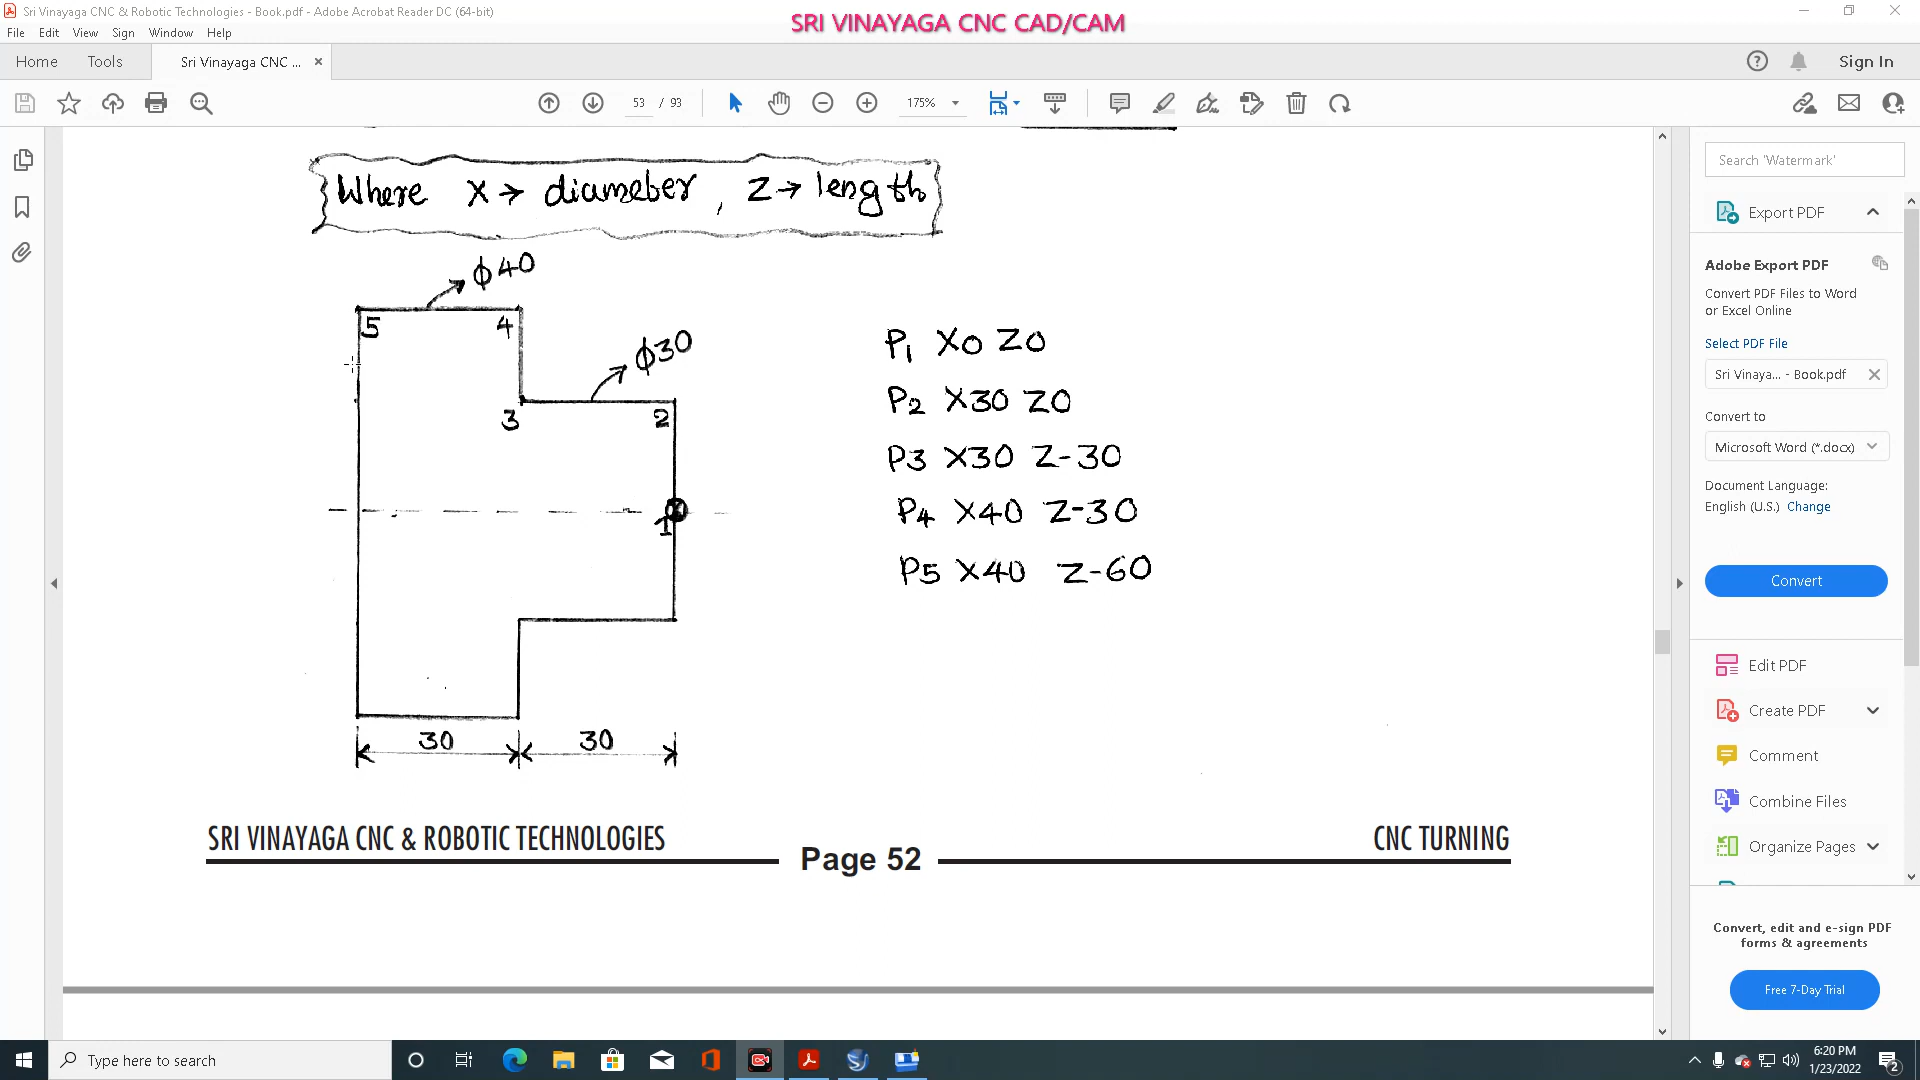 Sri Vinayaga CNC & Robotic Technologies - Book.pdf - Adobe Acrobat Reader DC (64-bit)
SRI VINAYAGA CNC CAD/CAM
File Edit View Sign Window Help
Home Tools Sri Vinayaga CNC ... Sign In
53 / 93 175%
Where X → diameter, Z → length
ϕ40
5 4
ϕ30
3 2
1
30 30
P1 X0 Z0
P2 X30 Z0
P3 X30 Z-30
P4 X40 Z-30
P5 X40 Z-60
SRI VINAYAGA CNC & ROBOTIC TECHNOLOGIES
Page 52
CNC TURNING
Search 'Watermark'
Export PDF
Adobe Export PDF
Convert PDF Files to Word
or Excel Online
Select PDF File
Sri Vinaya... - Book.pdf
Convert to
Microsoft Word (*.docx)
Document Language:
English (U.S.) Change
Convert
Edit PDF
Create PDF
Comment
Combine Files
Organize Pages
Convert, edit and e-sign PDF
forms & agreements
Free 7-Day Trial
Type here to search
6:20 PM
1/23/2022
2